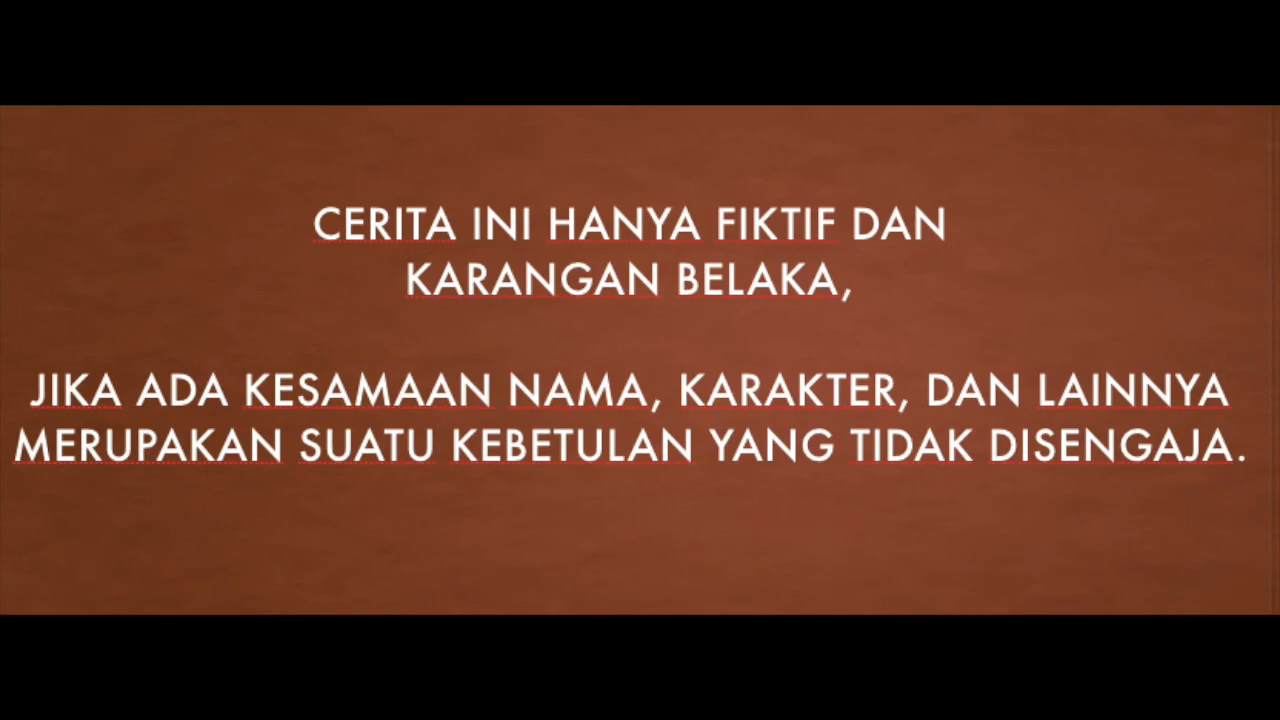 CERITA INI HANYA FIKTIF DAN
KARANGAN BELAKA,
JIKA ADA KESAMAAN NAMA, KARAKTER, DAN LAINNYA
MERUPAKAN SUATU KEBETULAN YANG TIDAK DISENGAJA.